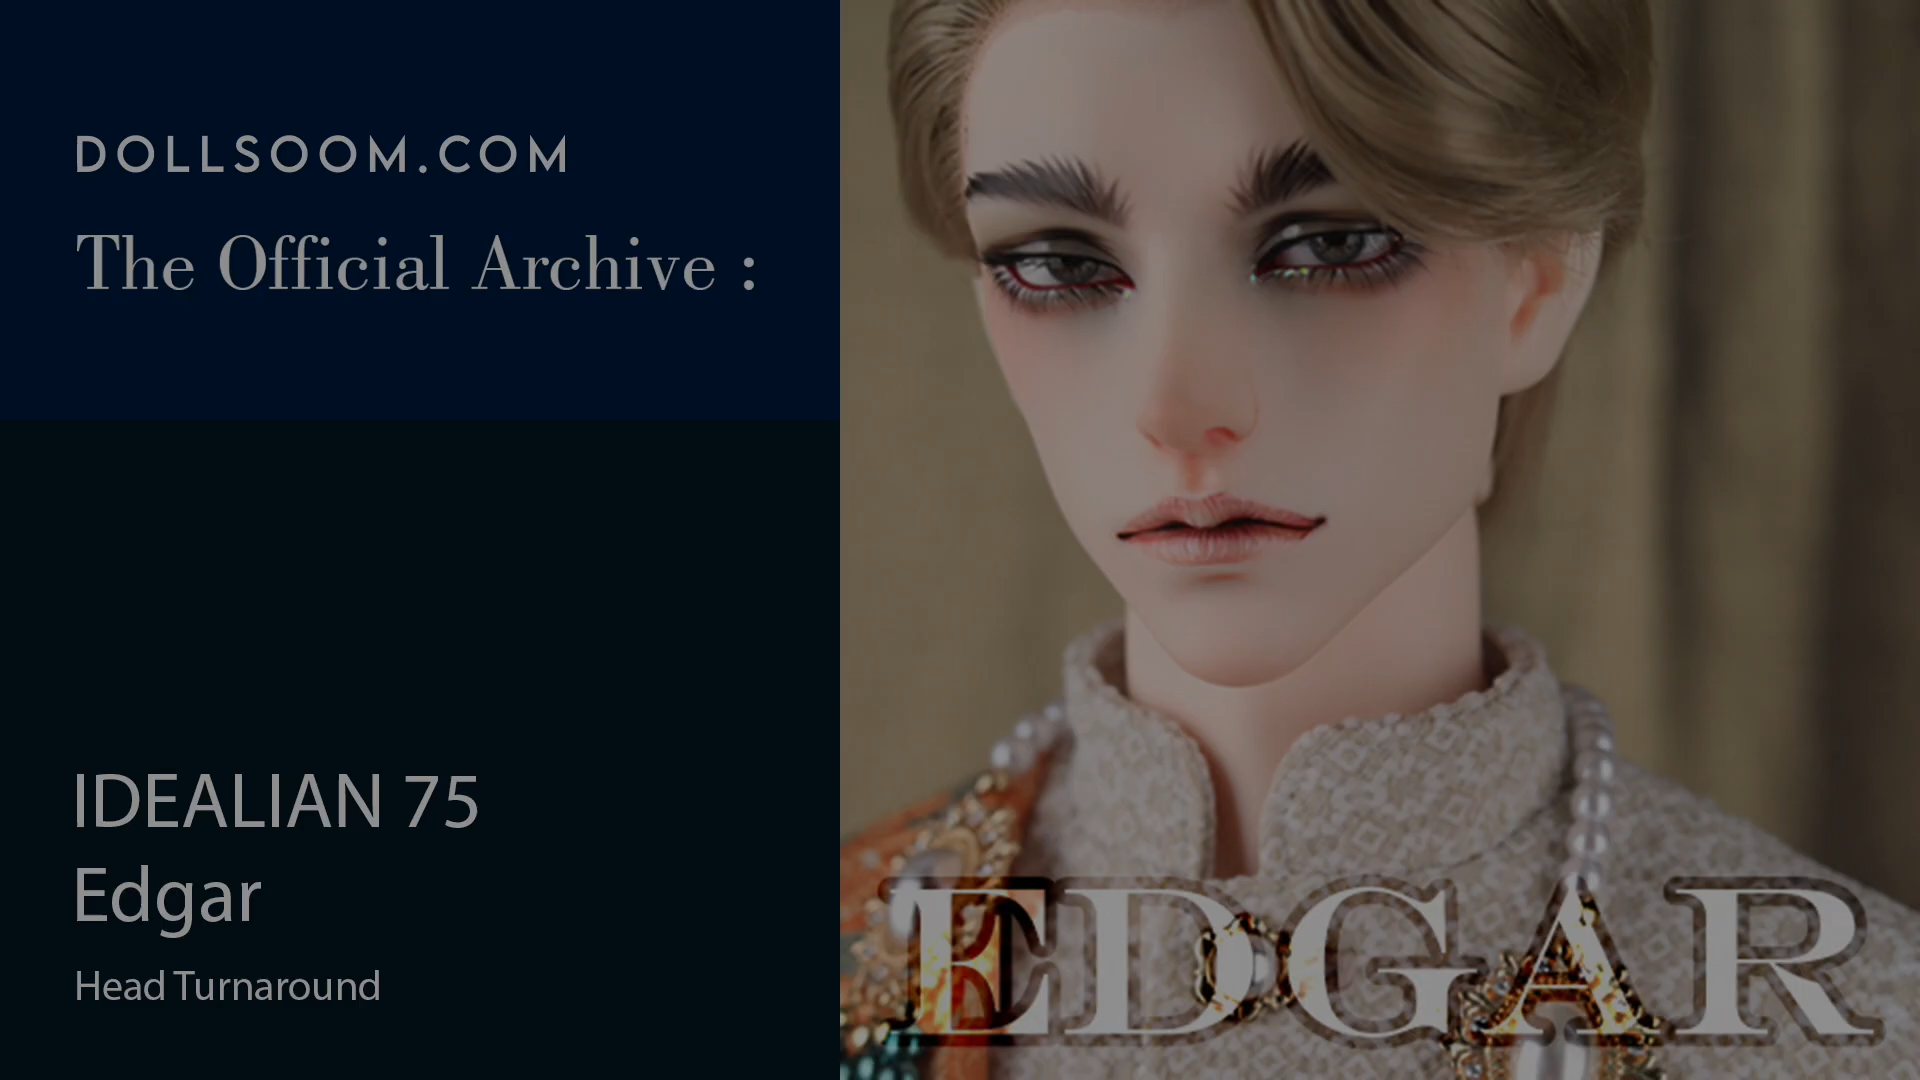 DOLLSOOM.COM
The Official Archive :
IDEALIAN 75
Edgar
Head Turnaround
EDGAR